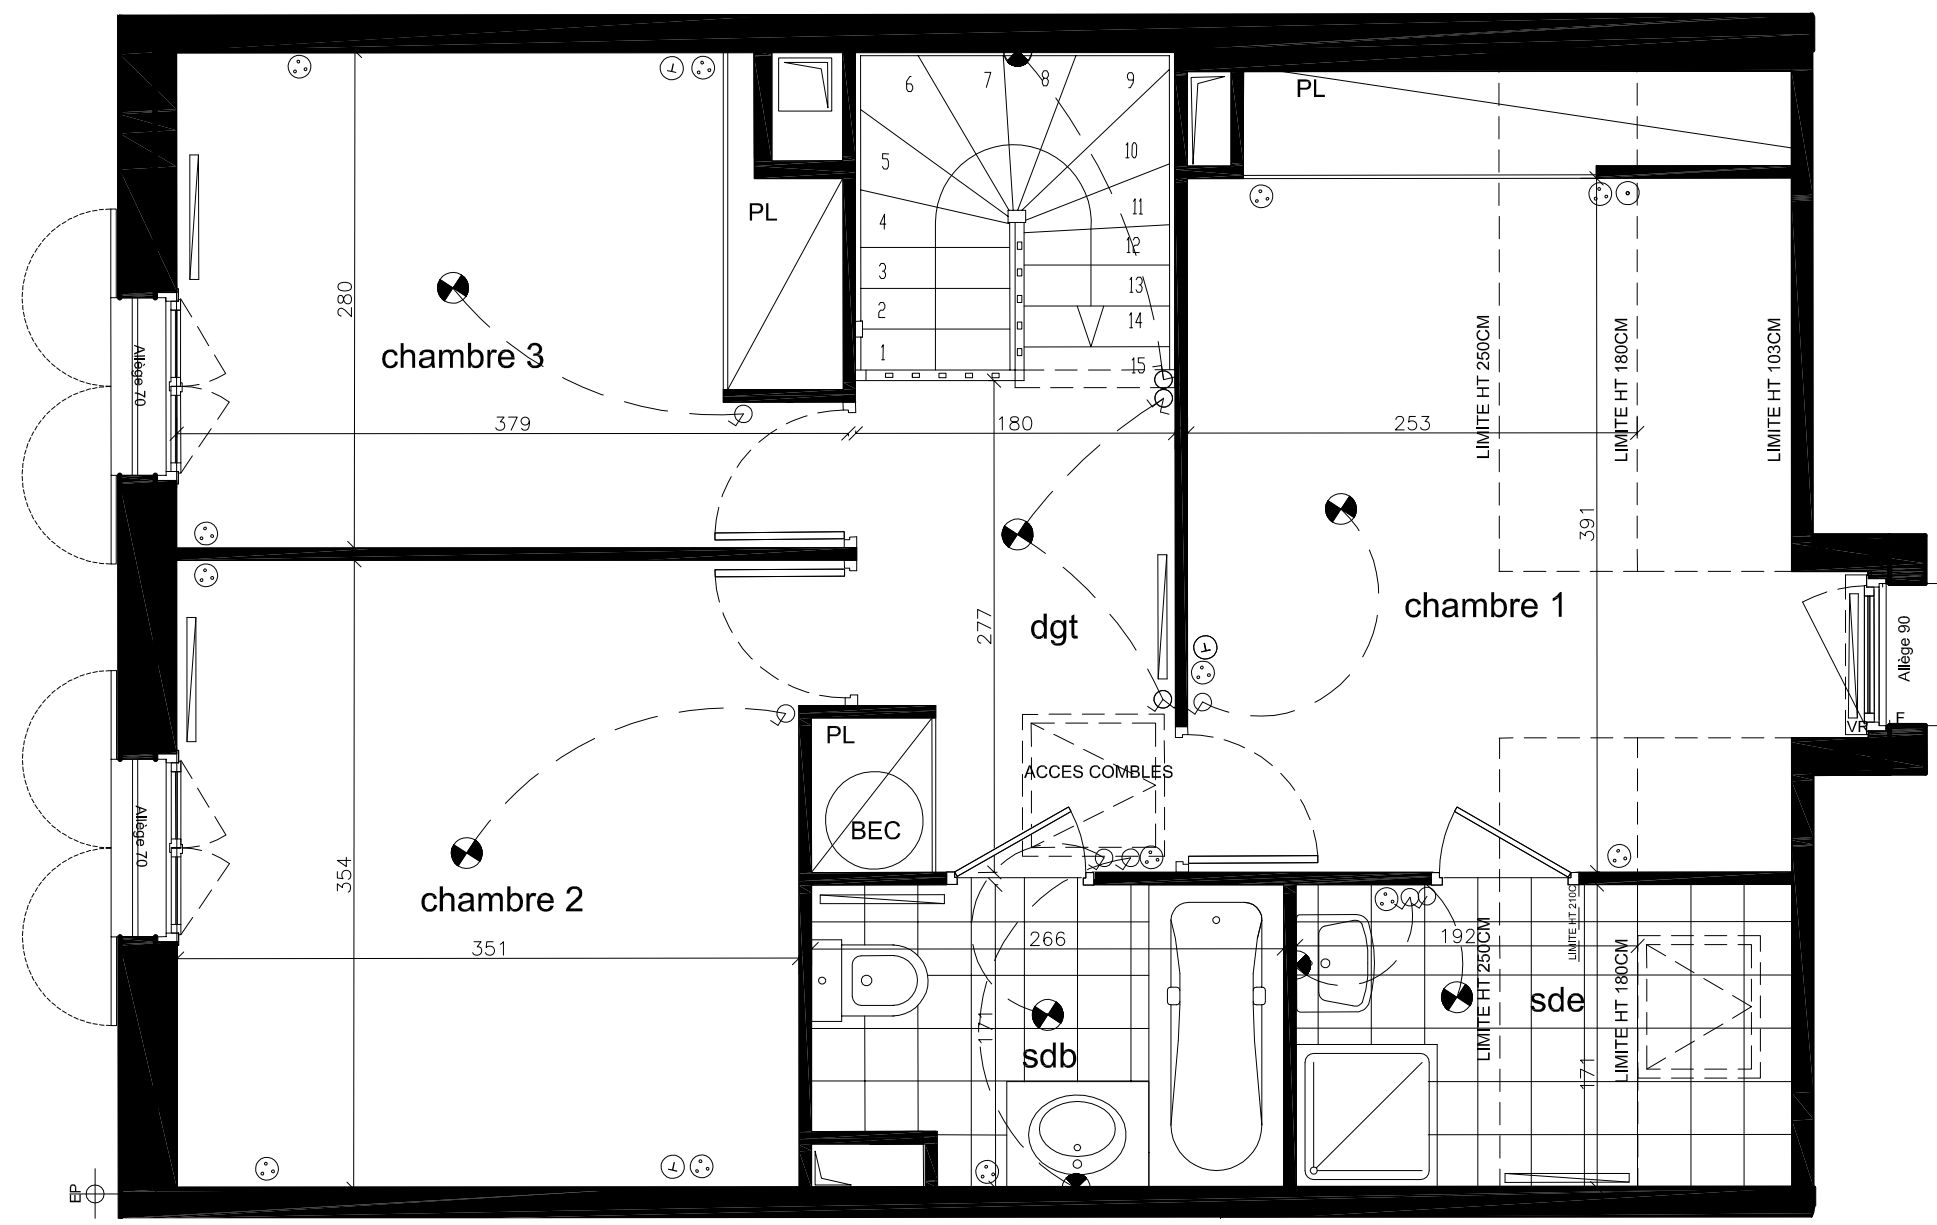 PL
6
7
8
9
5
10
PL
4
11
12
3
13
2
14
1
15
280
chambre 3
Allège 70
379
180
253
LIMITE HT 250CM
LIMITE HT 180CM
LIMITE HT 103CM
391
chambre 1
277
dgt
Allège 90
VR
F
PL
ACCES COMBLES
BEC
Allège 70
354
chambre 2
351
266
192
LIMITE HT 250CM
LIMITE HT 210C
LIMITE HT 180CM
sde
171
sdb
171
EP